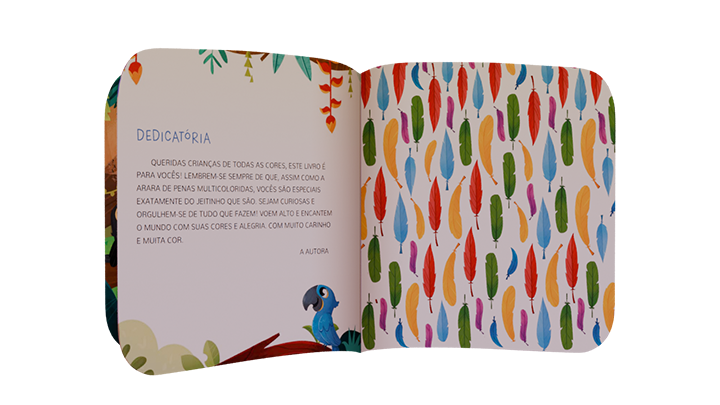 DEDICATÓRIA
QUERIDAS CRIANÇAS DE TODAS AS CORES, ESTE LIVRO É
PARA VOCÊS! LEMBREM-SE SEMPRE DE QUE, ASSIM COMO A
ARARA DE PENAS MULTICOLORIDAS, VOCÊS SÃO ESPECIAIS
EXATAMENTE DO JEITINHO QUE SÃO. SEJAM CURIOSAS E
ORGULHEM-SE DE TUDO QUE FAZEM! VOEM ALTO E ENCANTEM
O MUNDO COM SUAS CORES E ALEGRIA. COM MUITO CARINHO
E MUITA COR.
A AUTORA